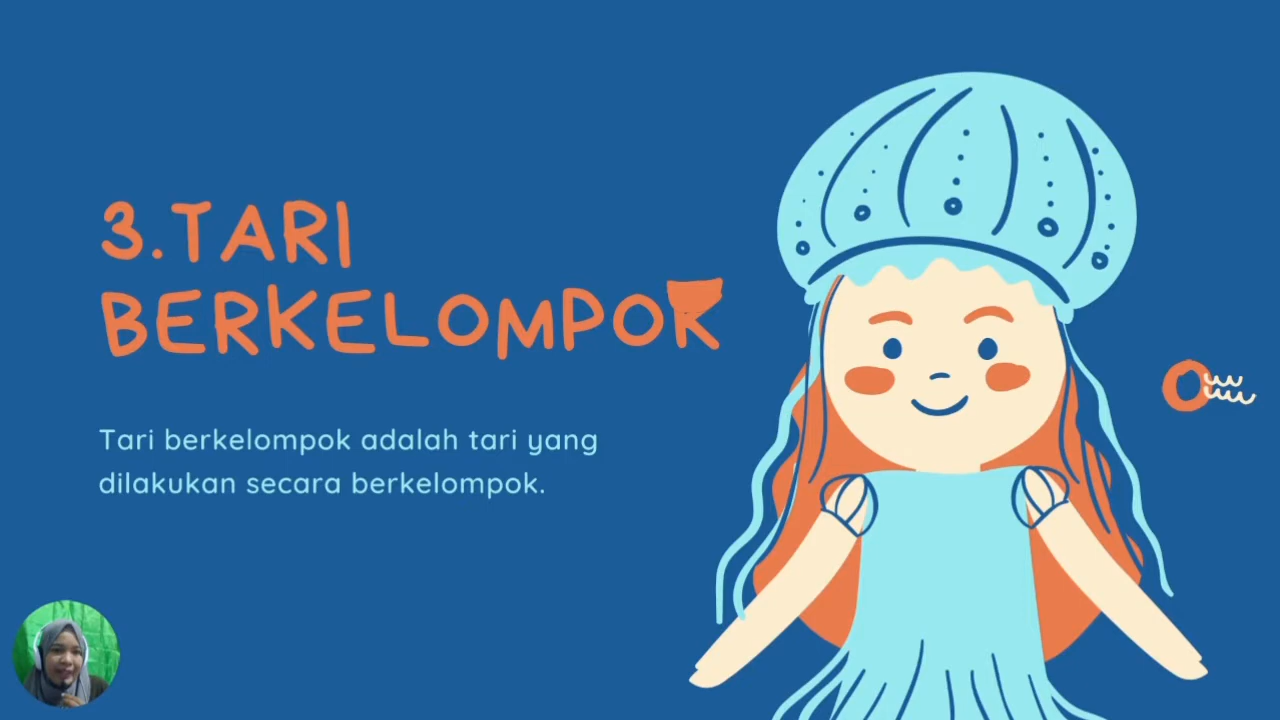 3.TARI
BERKELOMPOK
Tari berkelompok adalah tari yang
dilakukan secara berkelompok.